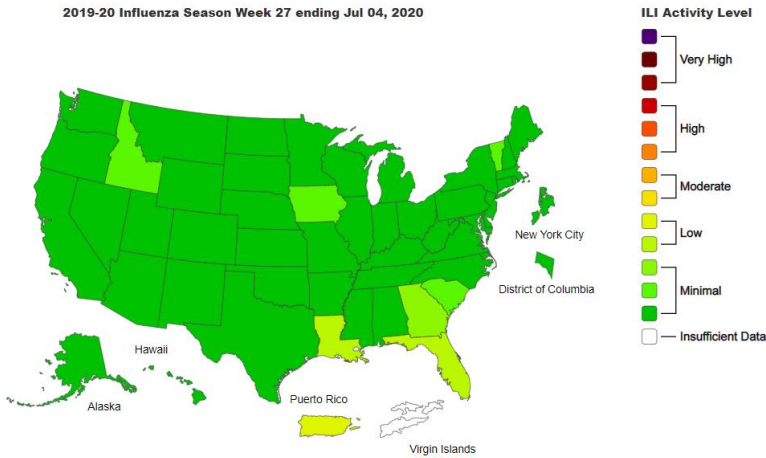 2019-20 Influenza Season Week 27 ending Jul 04, 2020
ILI Activity Level
Very High
High
Moderate
Low
Minimal
Insufficient Data
New York City
District of Columbia
Hawaii
Alaska
Puerto Rico
Virgin Islands